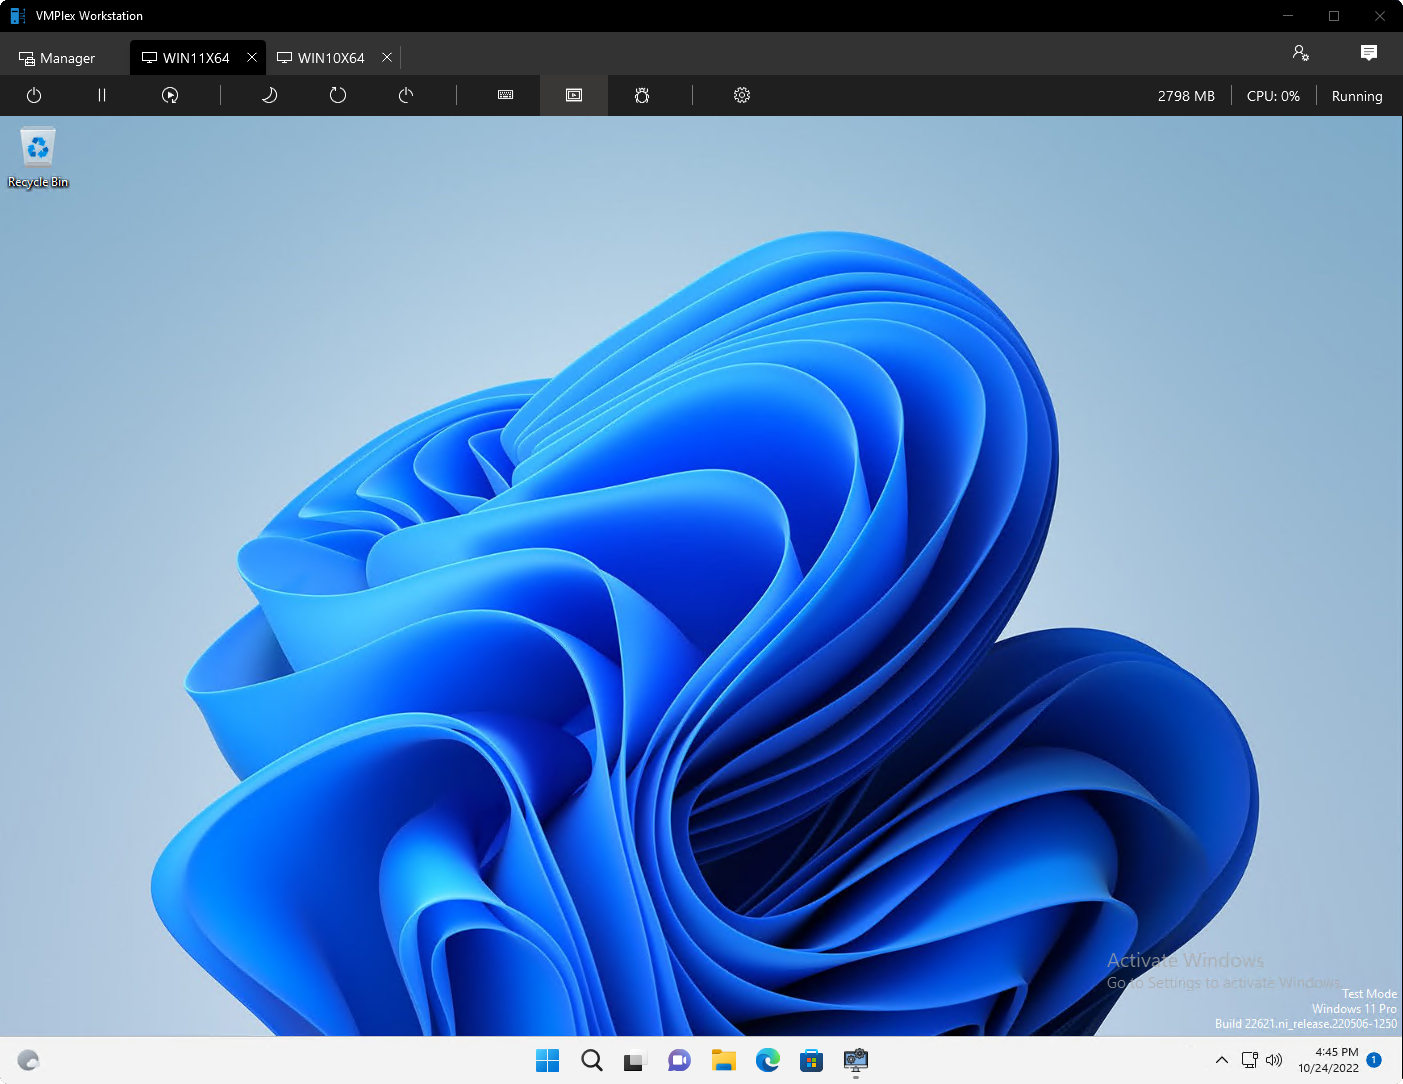 VMPlex Workstation
Manager
WIN11X64
WIN10X64
2798 MB
CPU: 0%
Running
Recycle Bin
Activate Windows
Go to Settings to activate Windows.
Test Mode
Windows 11 Pro
Build 22621.ni_release.220506-1250
4:45 PM
10/24/2022
1